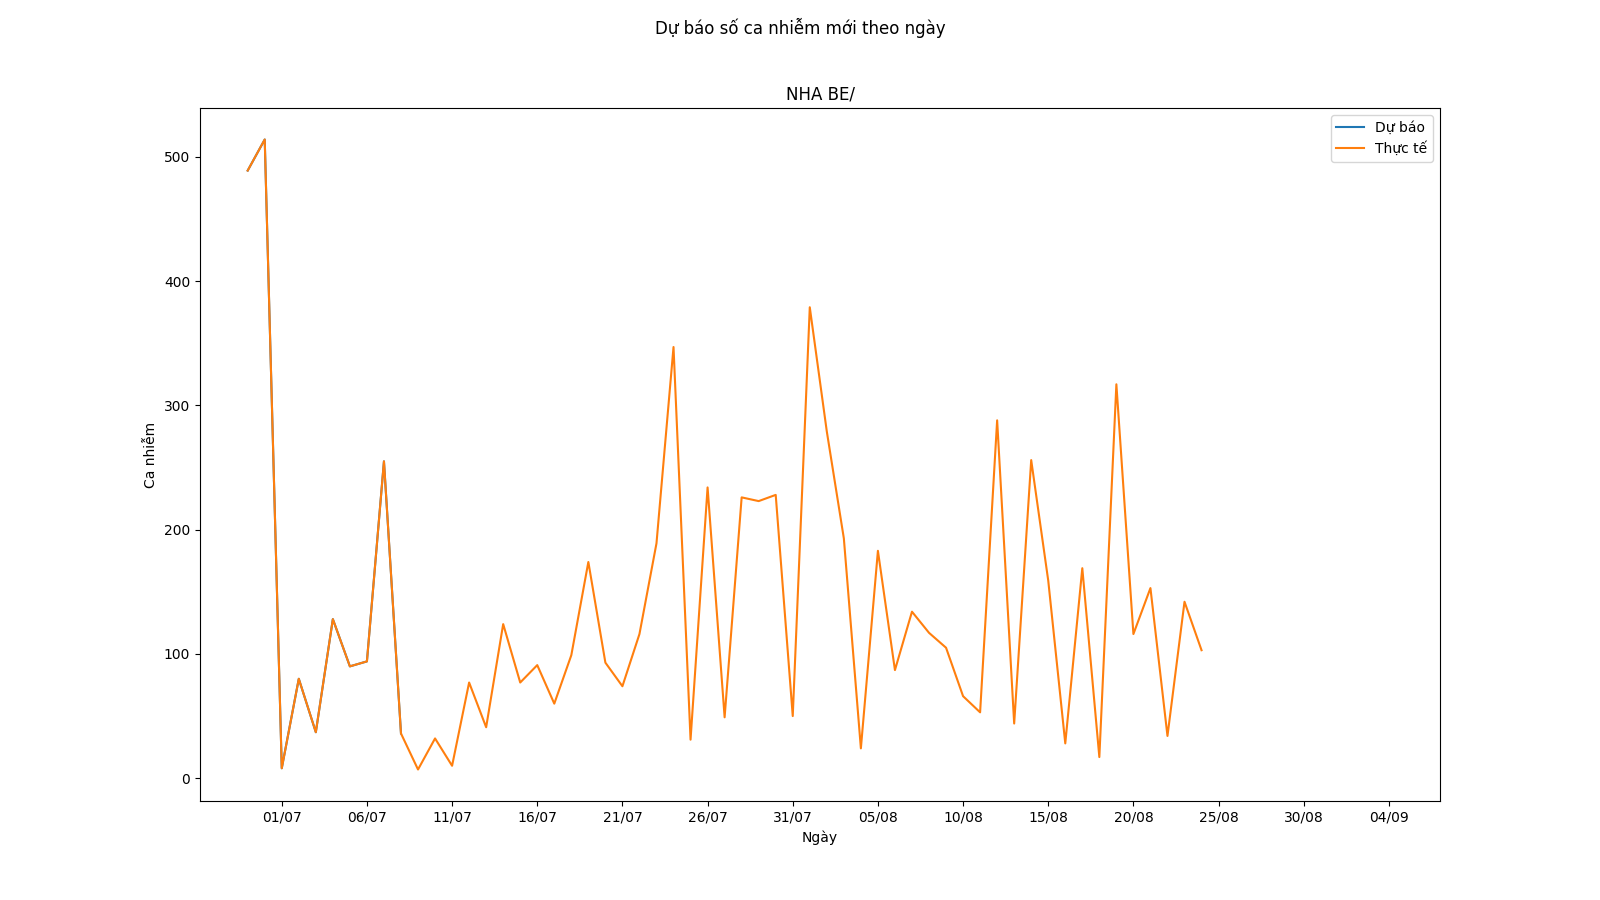 Dự báo số ca nhiễm mới theo ngày
NHA BE/
Dự báo
Thực tế
500
400
300
200
100
0
Ca nhiễm
01/07 06/07 11/07 16/07 21/07 26/07 31/07 05/08 10/08 15/08 20/08 25/08 30/08 04/09
Ngày